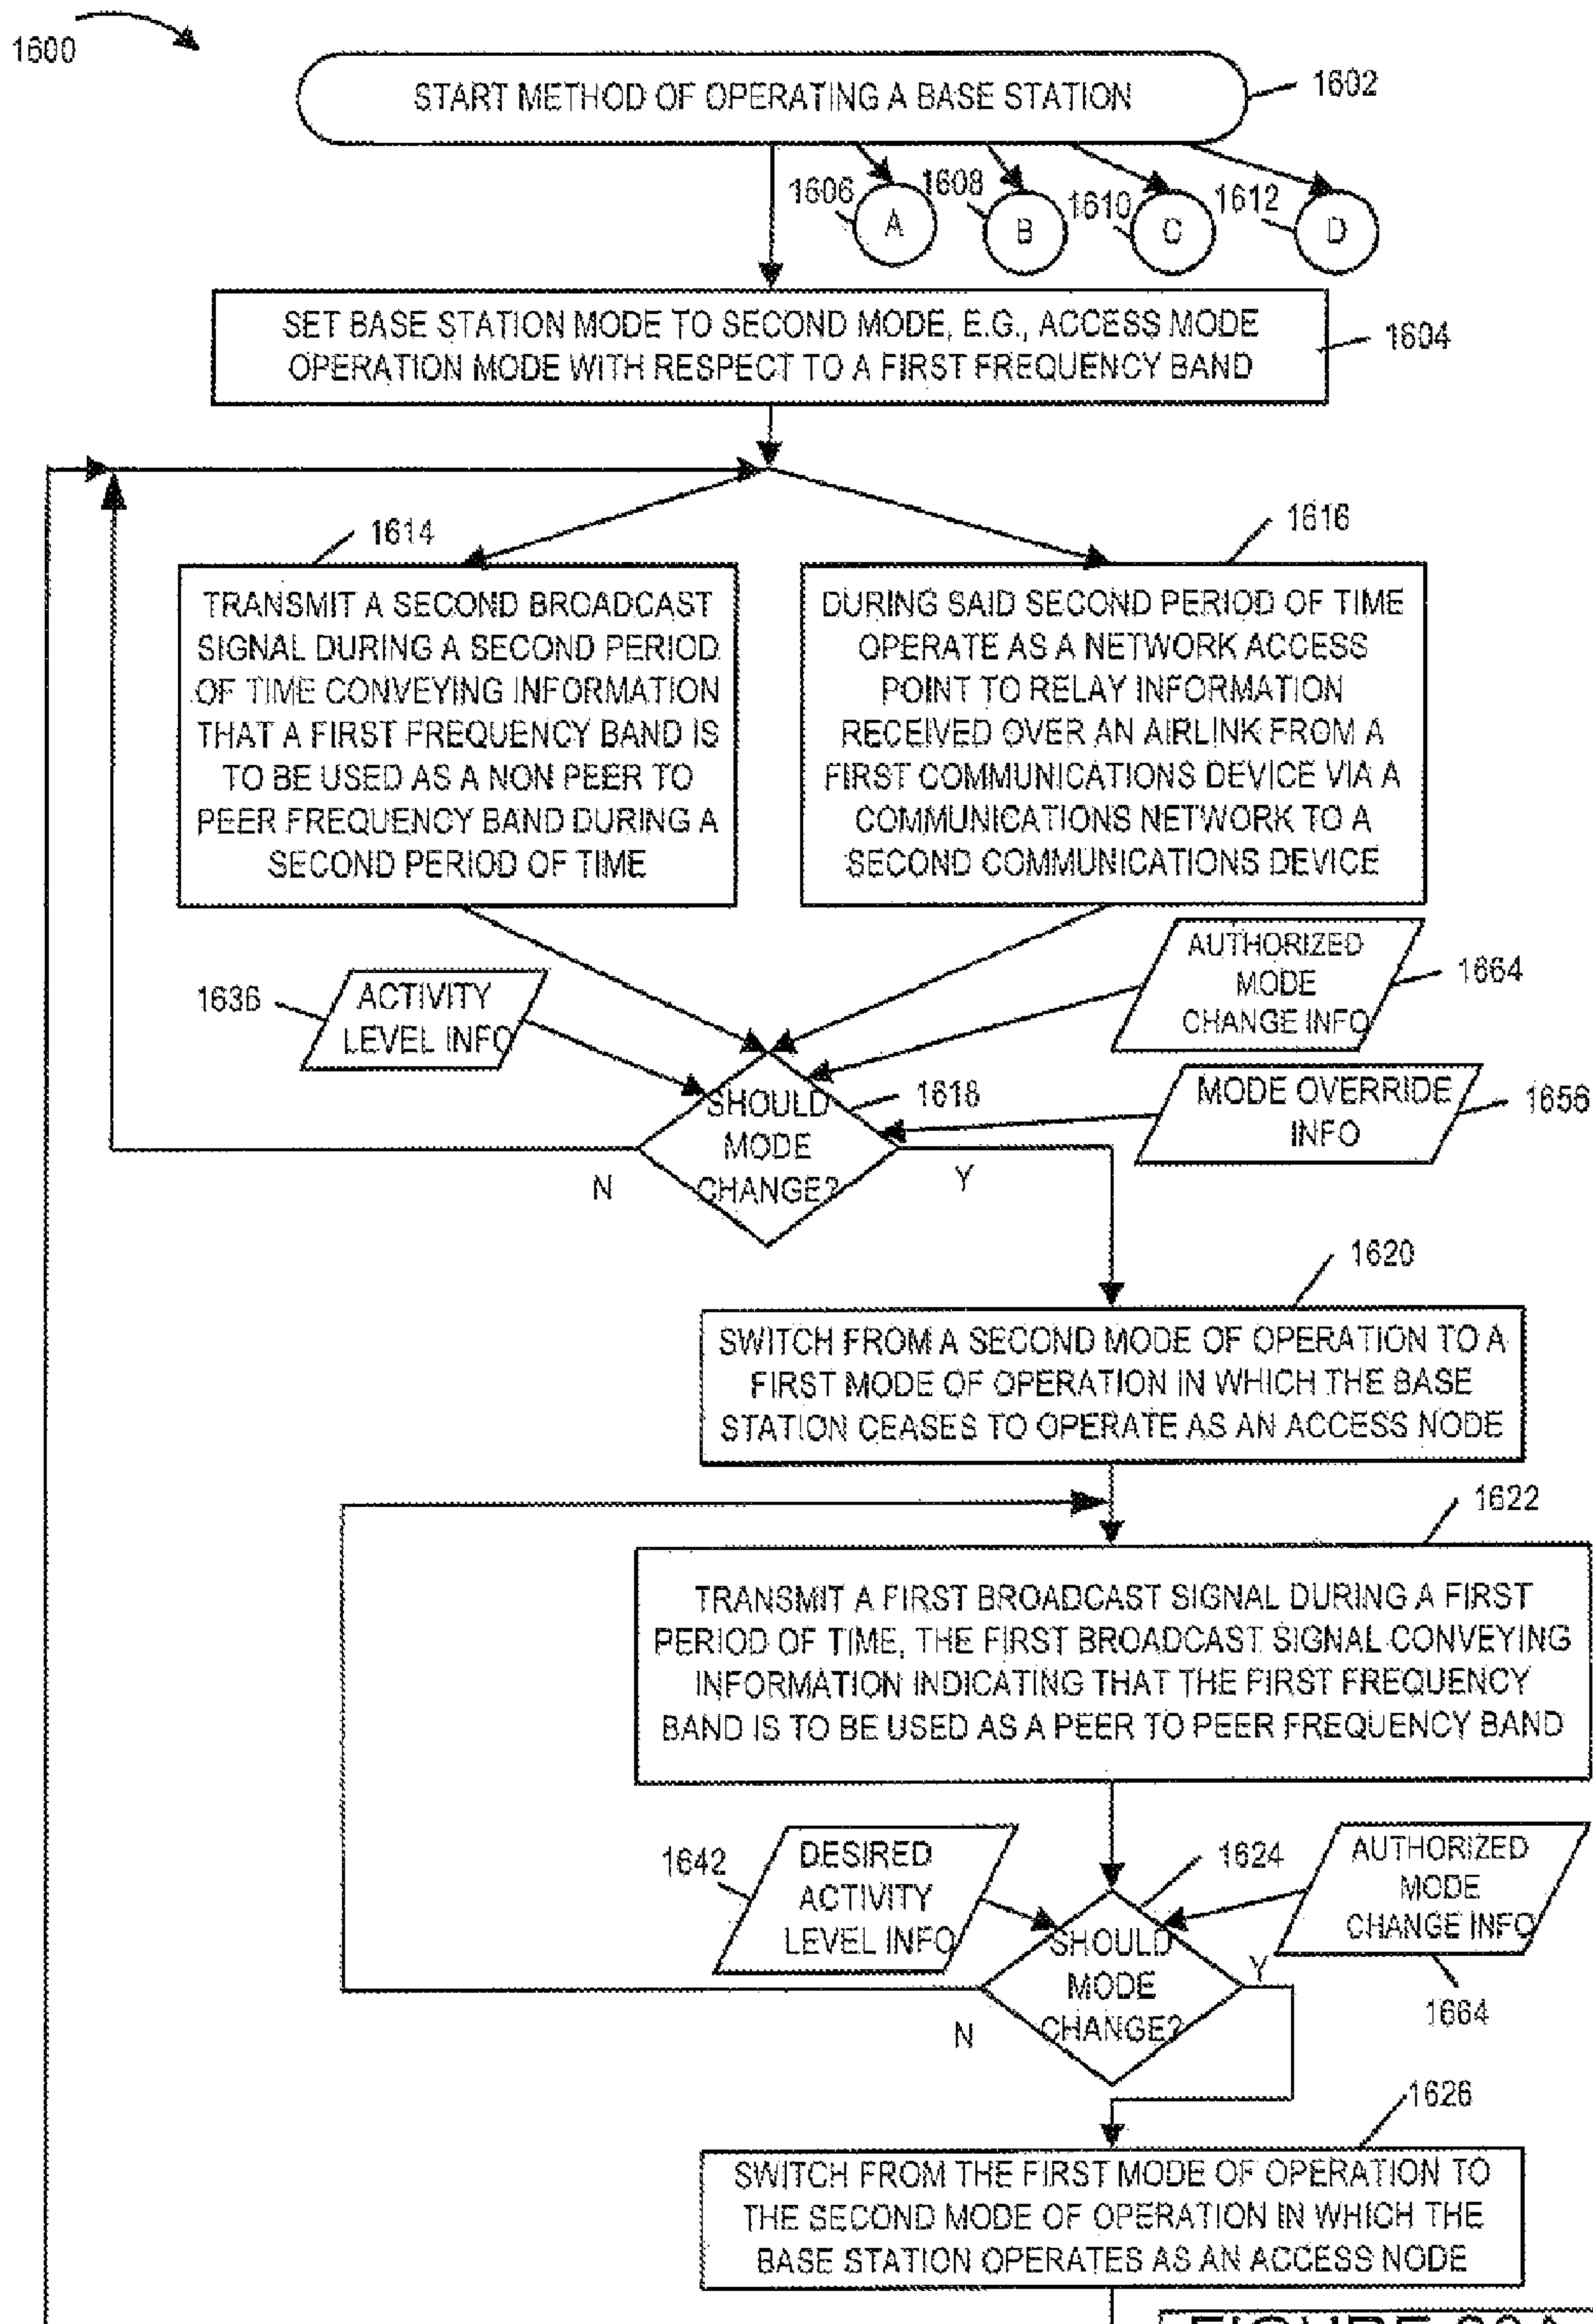 1600
START METHOD OF OPERATING A BASE STATION
1602
1606
A
1608
B
1610
C
1612
D
SET BASE STATION MODE TO SECOND MODE, E.G., ACCESS MODE
OPERATION MODE WITH RESPECT TO A FIRST FREQUENCY BAND
1604
1614
TRANSMIT A SECOND BROADCAST
SIGNAL DURING A SECOND PERIOD
OF TIME CONVEYING INFORMATION
THAT A FIRST FREQUENCY BAND IS
TO BE USED AS A NON PEER TO
PEER FREQUENCY BAND DURING A
SECOND PERIOD OF TIME
1616
DURING SAID SECOND PERIOD OF TIME
OPERATE AS A NETWORK ACCESS
POINT TO RELAY INFORMATION
RECEIVED OVER AN AIRLINK FROM A
FIRST COMMUNICATIONS DEVICE VIA A
COMMUNICATIONS NETWORK TO A
SECOND COMMUNICATIONS DEVICE
1636
ACTIVITY
LEVEL INFO
AUTHORIZED
MODE
CHANGE INFO
1664
SHOULD
MODE
CHANGE?
1618
MODE OVERRIDE
INFO
1656
N
Y
1620
SWITCH FROM A SECOND MODE OF OPERATION TO A
FIRST MODE OF OPERATION IN WHICH THE BASE
STATION CEASES TO OPERATE AS AN ACCESS NODE
1622
TRANSMIT A FIRST BROADCAST SIGNAL DURING A FIRST
PERIOD OF TIME, THE FIRST BROADCAST SIGNAL CONVEYING
INFORMATION INDICATING THAT THE FIRST FREQUENCY
BAND IS TO BE USED AS A PEER TO PEER FREQUENCY BAND
1642
DESIRED
ACTIVITY
LEVEL INFO
1624
SHOULD
MODE
CHANGE?
AUTHORIZED
MODE
CHANGE INFO
1664
Y
N
1626
SWITCH FROM THE FIRST MODE OF OPERATION TO
THE SECOND MODE OF OPERATION IN WHICH THE
BASE STATION OPERATES AS AN ACCESS NODE